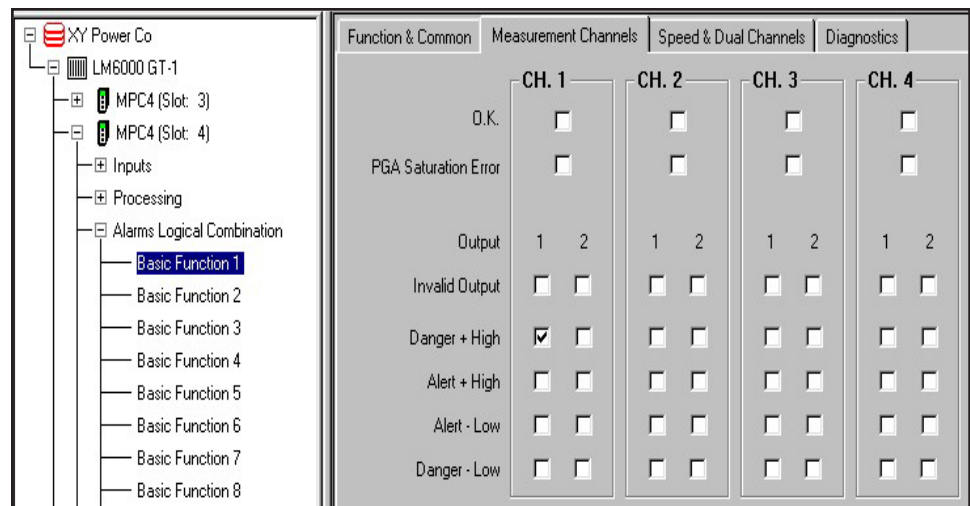 XY Power Co
LM6000 GT-1
MPC4 (Slot: 3)
MPC4 (Slot: 4)
Inputs
Processing
Alarms Logical Combination
Basic Function 1
Basic Function 2
Basic Function 3
Basic Function 4
Basic Function 5
Basic Function 6
Basic Function 7
Basic Function 8
Function & Common Measurement Channels Speed & Dual Channels Diagnostics
CH. 1 CH. 2 CH. 3 CH. 4
O.K.
PGA Saturation Error
Output 1 2 1 2 1 2 1 2
Invalid Output
Danger + High
Alert + High
Alert - Low
Danger - Low